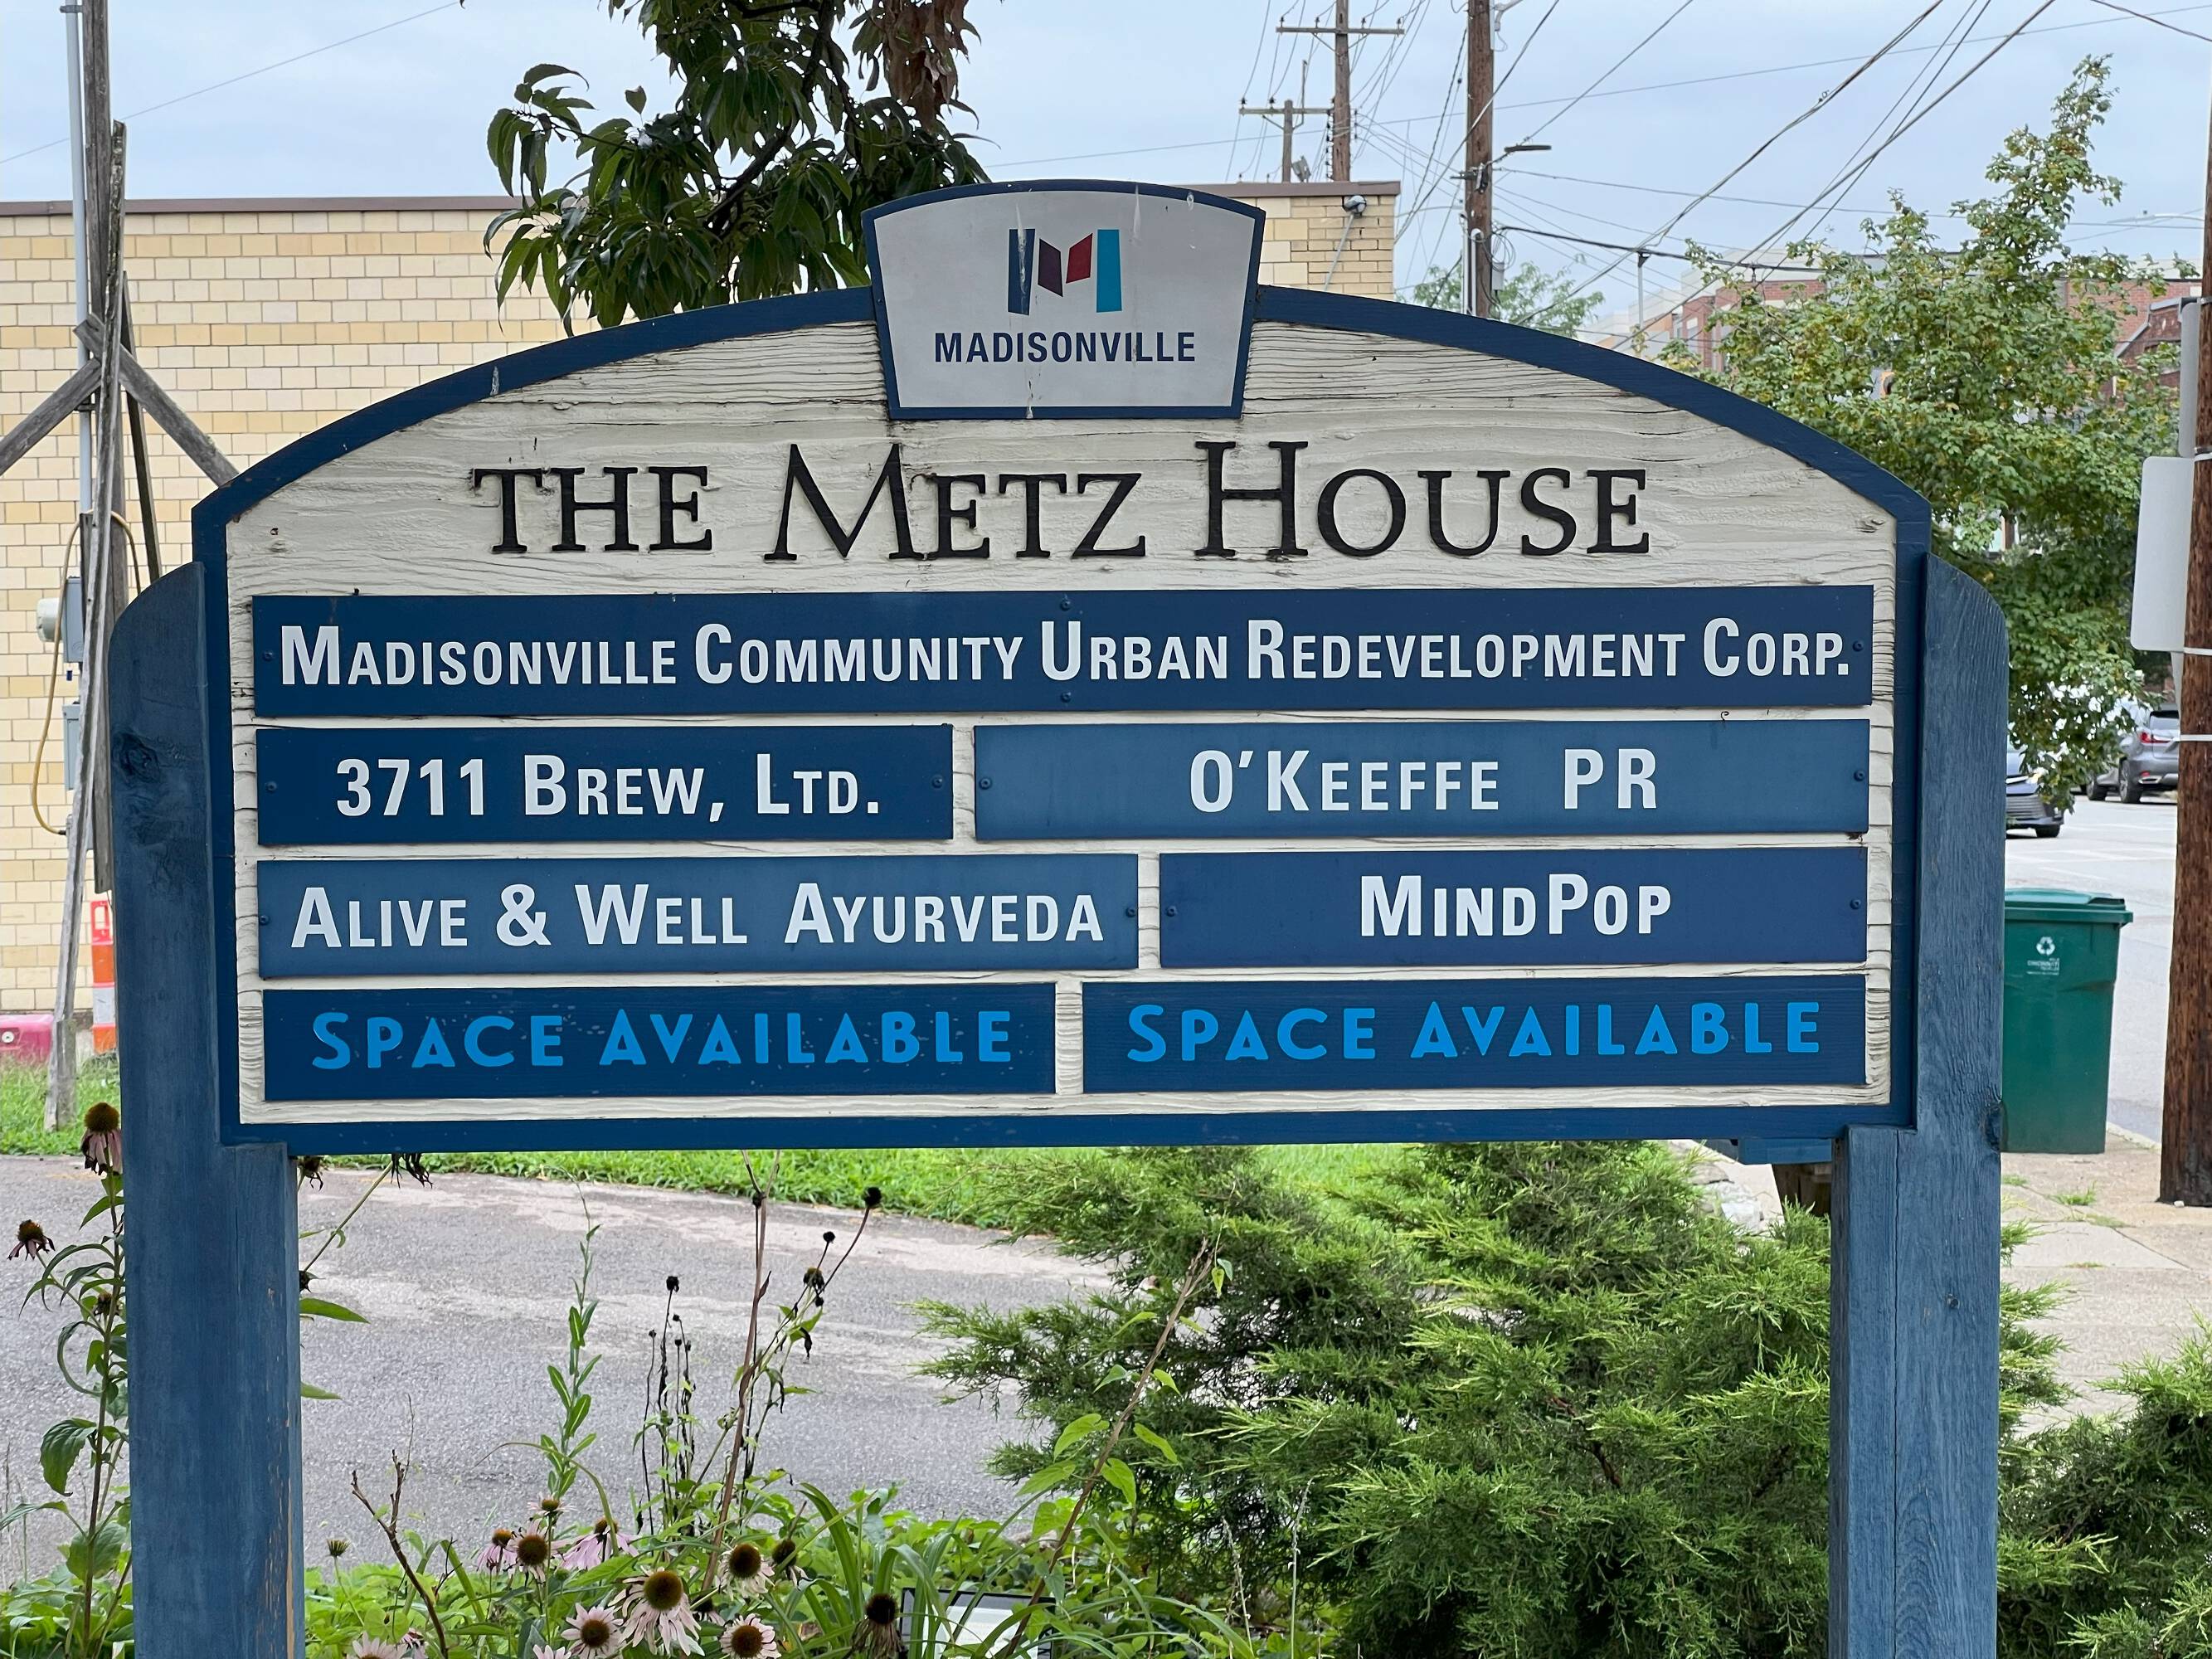 MADISONVILLE
THE METZ HOUSE
MADISONVILLE COMMUNITY URBAN REDEVELOPMENT CORP.
3711 BREW, LTD.
O'KEEFFE PR
ALIVE & WELL AYURVEDA
MINDPOP
SPACE AVAILABLE
SPACE AVAILABLE